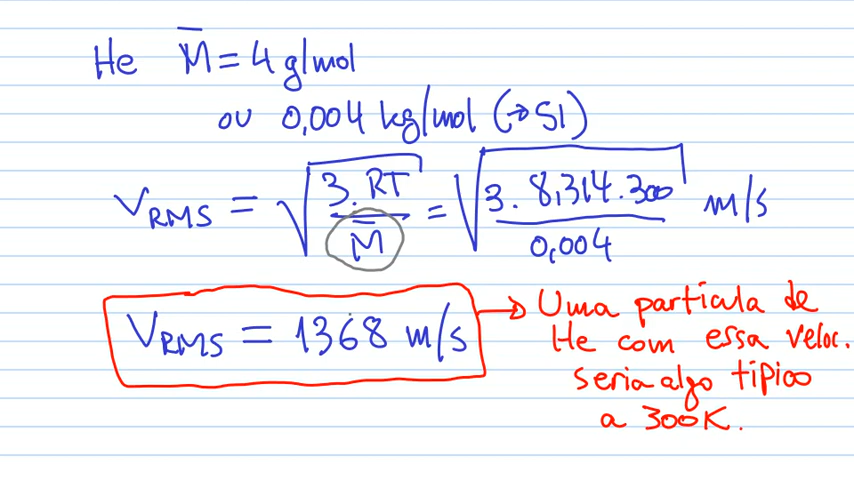 He M̅ = 4 g/mol
ou 0,004 kg/mol (→ SI)
V_RMS = √(3.RT / M̅) = √(3. 8,314.300 / 0,004) m/s
V_RMS = 1368 m/s
→ Uma partícula de
He com essa veloc.
seria algo típico
a 300K.